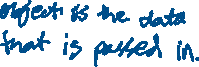 object is the data
that is passed in.